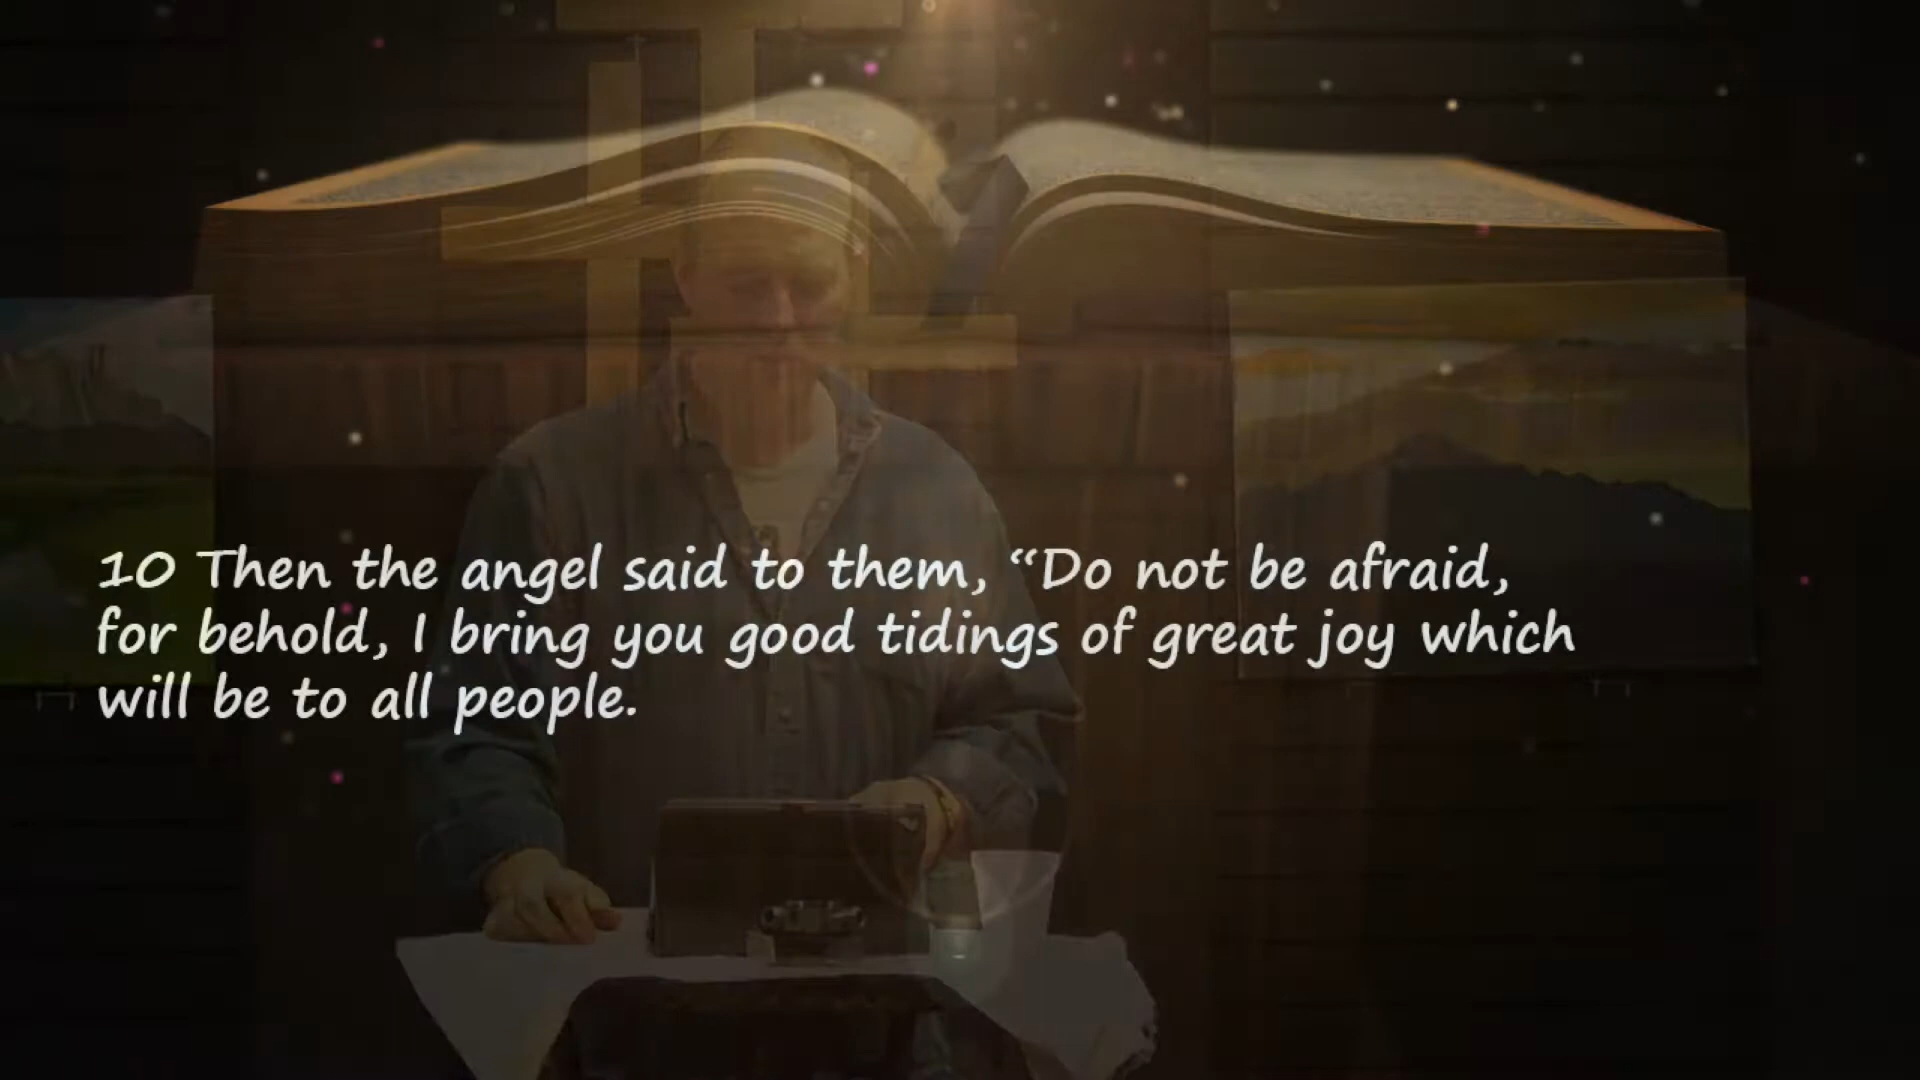 10 Then the angel said to them, “Do not be afraid,
for behold, I bring you good tidings of great joy which
will be to all people.